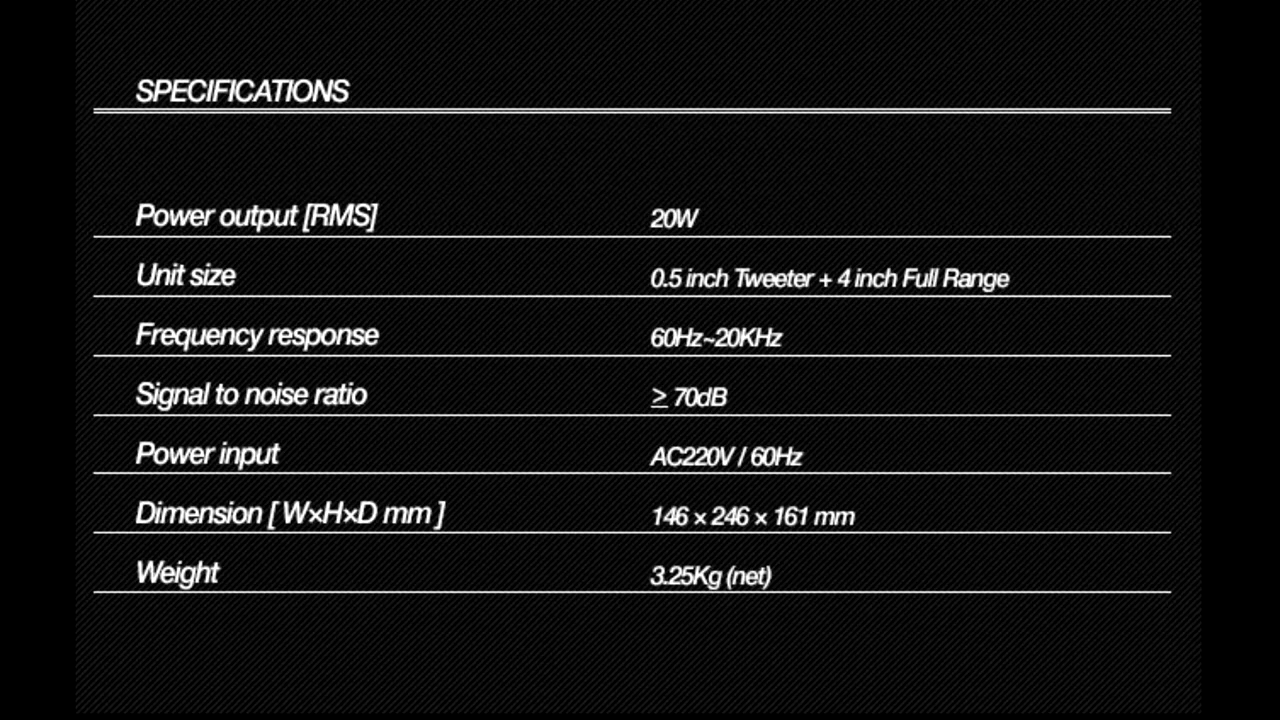 SPECIFICATIONS
Power output [RMS] 20W
Unit size 0.5 inch Tweeter + 4 inch Full Range
Frequency response 60Hz~20KHz
Signal to noise ratio ≥ 70dB
Power input AC220V / 60Hz
Dimension [ W×H×D mm ] 146 × 246 × 161 mm
Weight 3.25Kg (net)